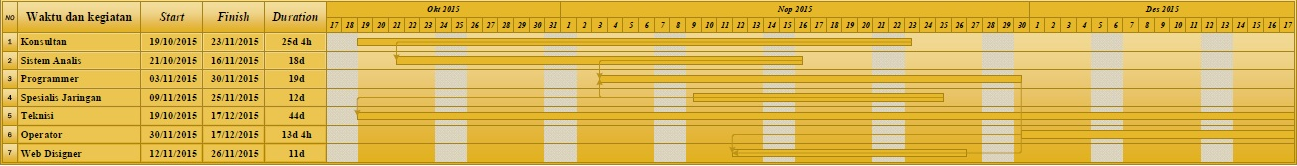 NO Waktu dan kegiatan Start Finish Duration Okt 2015 Nop 2015 Des 2015
17 18 19 20 21 22 23 24 25 26 27 28 29 30 31 1 2 3 4 5 6 7 8 9 10 11 12 13 14 15 16 17 18 19 20 21 22 23 24 25 26 27 28 29 30 1 2 3 4 5 6 7 8 9 10 11 12 13 14 15 16 17
1 Konsultan 19/10/2015 23/11/2015 25d 4h
2 Sistem Analis 21/10/2015 16/11/2015 18d
3 Programmer 03/11/2015 30/11/2015 19d
4 Spesialis Jaringan 09/11/2015 25/11/2015 12d
5 Teknisi 19/10/2015 17/12/2015 44d
6 Operator 30/11/2015 17/12/2015 13d 4h
7 Web Disigner 12/11/2015 26/11/2015 11d